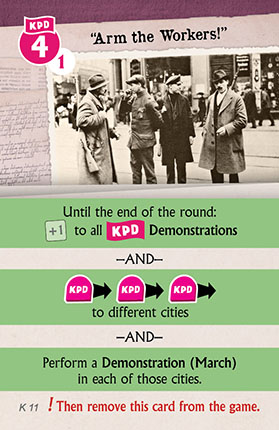 KPD
4
1
"Arm the Workers!"
Until the end of the round:
+1 to all KPD Demonstrations
–AND–
KPD KPD KPD
to different cities
–AND–
Perform a Demonstration (March)
in each of those cities.
K 11 ! Then remove this card from the game.